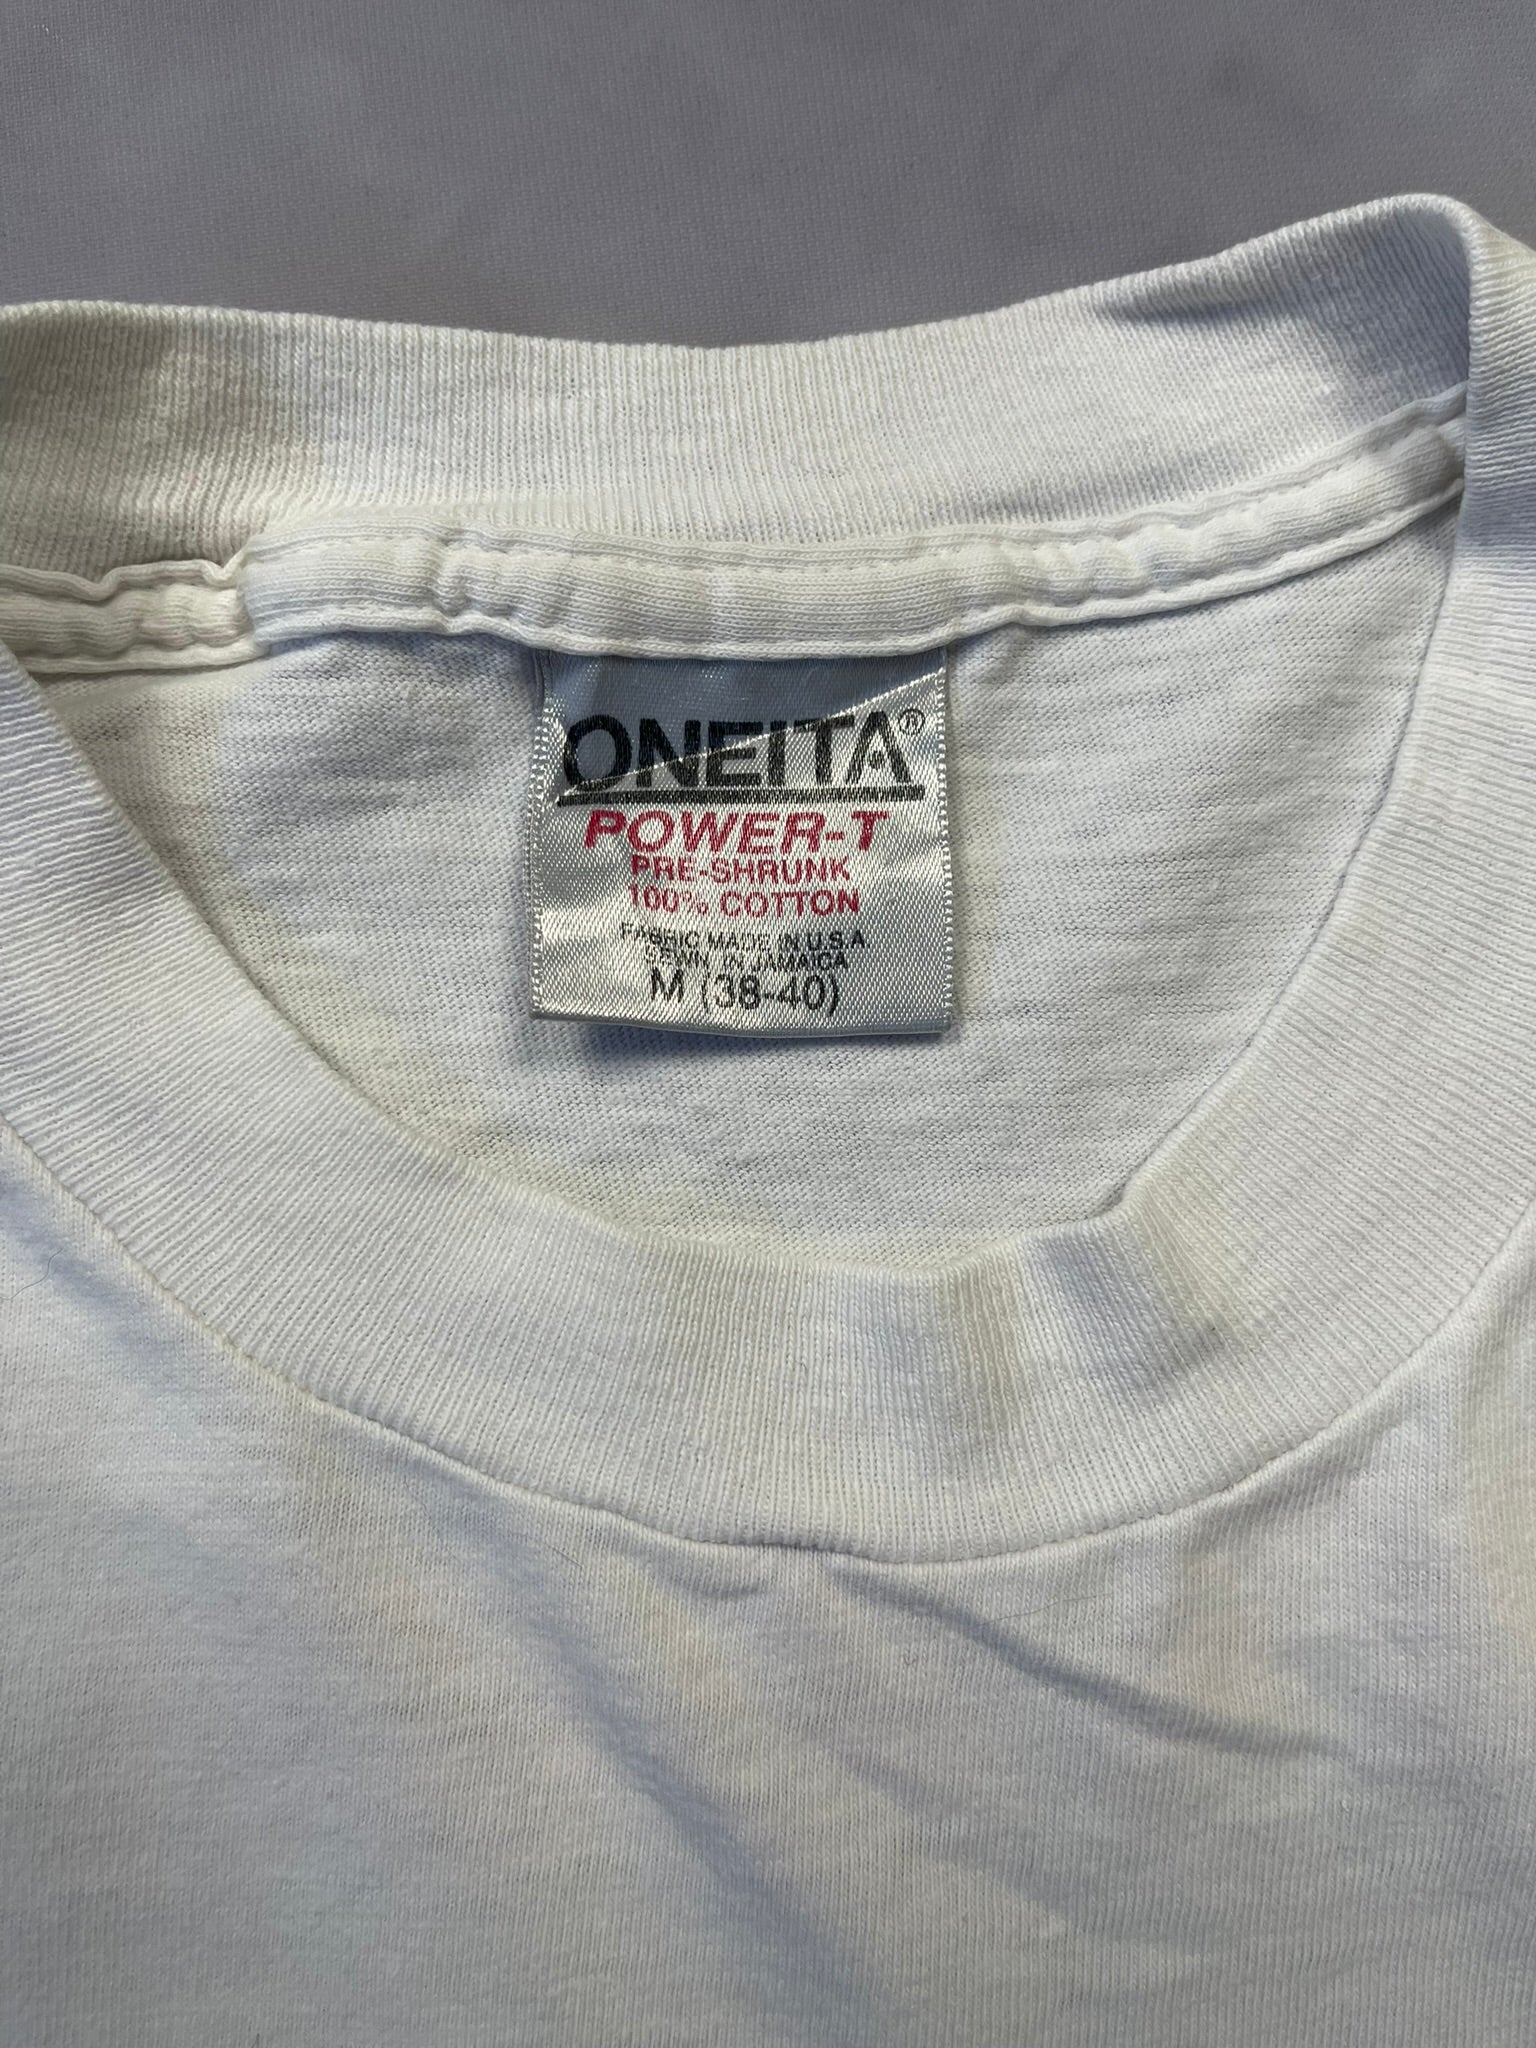 ONEITA®
POWER-T
PRE-SHRUNK
100% COTTON
FABRIC MADE IN U.S.A
SEWN IN JAMAICA
M (38-40)